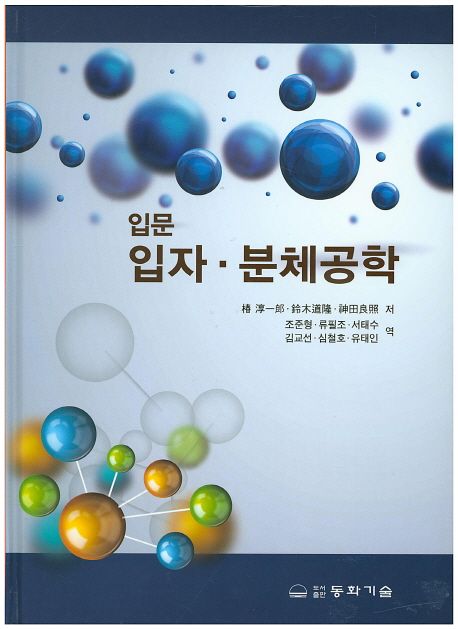 입문
입자·분체공학
椿 淳一郎·鈴木道隆·神田良照 저
조준형·류필조·서태수
김교선·심철호·유태인 역
도서출판 동화기술